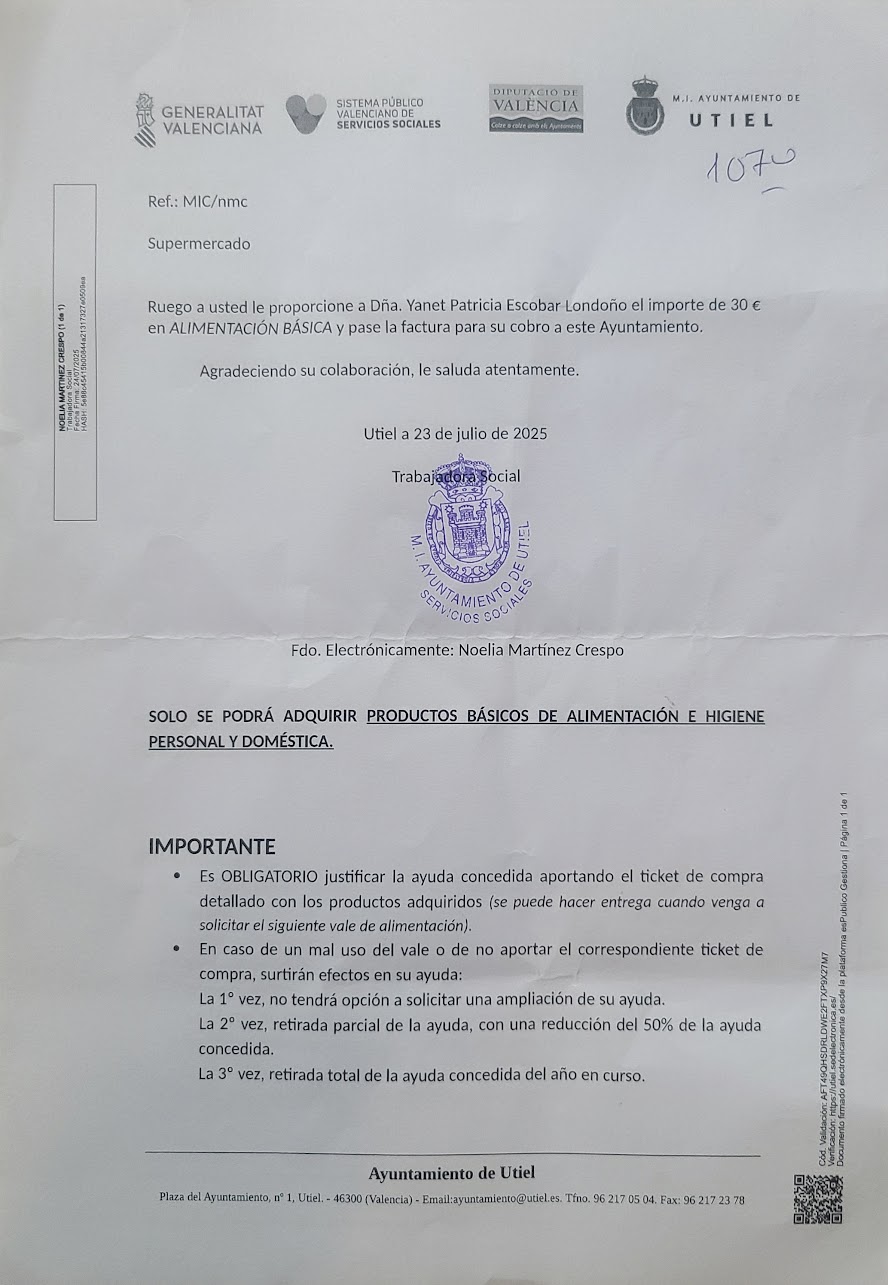 GENERALITAT
VALENCIANA
SISTEMA PÚBLICO
VALENCIANO DE
SERVICIOS SOCIALES
DIPUTACIÓ DE
VALÈNCIA
M.I. AYUNTAMIENTO DE
UTIEL
1070
Ref.: MIC/nmc
Supermercado
Ruego a usted le proporcione a Dña. Yanet Patricia Escobar Londoño el importe de 30 €
en ALIMENTACIÓN BÁSICA y pase la factura para su cobro a este Ayuntamiento.
Agradeciendo su colaboración, le saluda atentamente.
Utiel a 23 de julio de 2025
Trabajadora Social
M. I. AYUNTAMIENTO DE UTIEL
SERVICIOS SOCIALES
Fdo. Electrónicamente: Noelia Martínez Crespo
SOLO SE PODRÁ ADQUIRIR PRODUCTOS BÁSICOS DE ALIMENTACIÓN E HIGIENE
PERSONAL Y DOMÉSTICA.
IMPORTANTE
• Es OBLIGATORIO justificar la ayuda concedida aportando el ticket de compra
detallado con los productos adquiridos (se puede hacer entrega cuando venga a
solicitar el siguiente vale de alimentación).
• En caso de un mal uso del vale o de no aportar el correspondiente ticket de
compra, surtirán efectos en su ayuda:
La 1° vez, no tendrá opción a solicitar una ampliación de su ayuda.
La 2° vez, retirada parcial de la ayuda, con una reducción del 50% de la ayuda
concedida.
La 3° vez, retirada total de la ayuda concedida del año en curso.
Ayuntamiento de Utiel
Plaza del Ayuntamiento, nº 1, Utiel. - 46300 (Valencia) - Email:ayuntamiento@utiel.es. Tfno. 96 217 05 04. Fax: 96 217 23 78
NOELIA MARTÍNEZ CRESPO (1 de 1)
Trabajadora Social
Fecha Firma: 24/07/2025
HASH:
Cód. Validación: AFT49QHSDRLDWE2FTXP9X27M7
Verificación: https://utiel.sedelectronica.es/
Documento firmado electrónicamente desde la plataforma esPublico Gestiona | Página 1 de 1